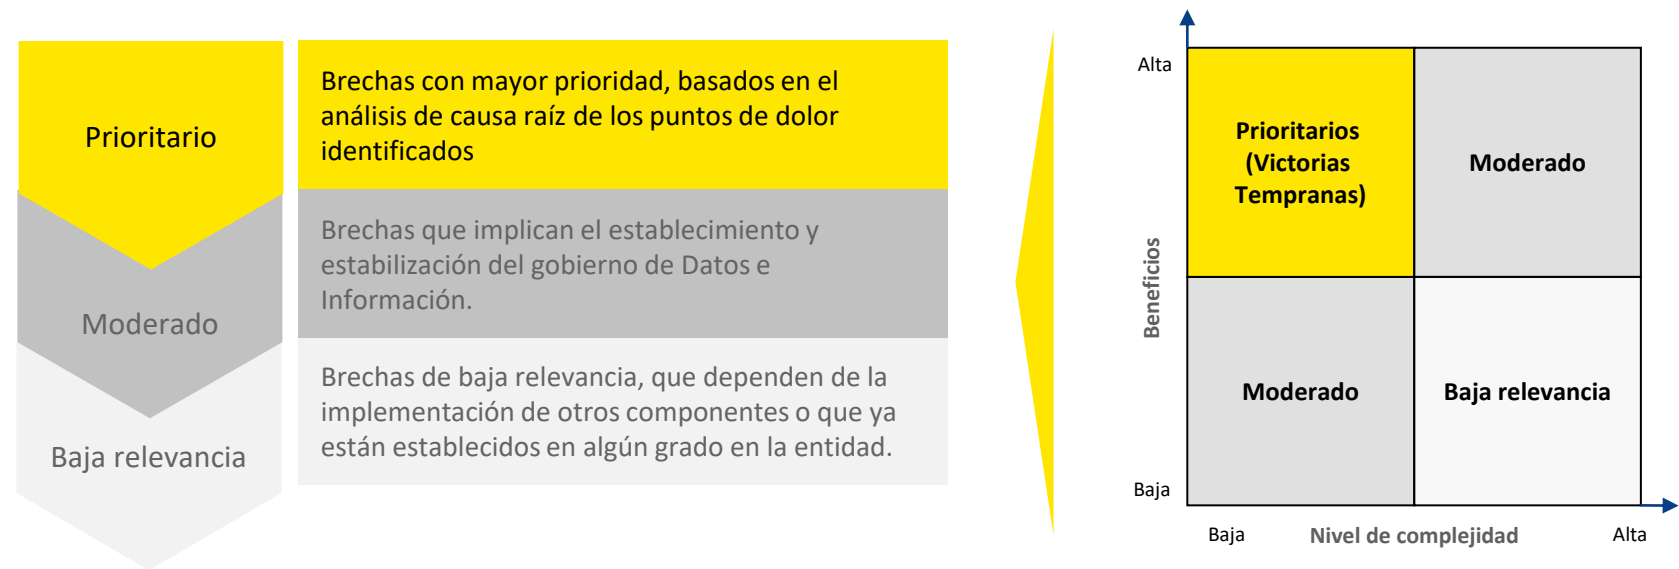 Prioritario
Brechas con mayor prioridad, basados en el
análisis de causa raíz de los puntos de dolor
identificados
Moderado
Brechas que implican el establecimiento y
estabilización del gobierno de Datos e
Información.
Baja relevancia
Brechas de baja relevancia, que dependen de la
implementación de otros componentes o que ya
están establecidos en algún grado en la entidad.
Alta
Beneficios
Baja
Prioritarios
(Victorias
Tempranas)
Moderado
Moderado
Baja relevancia
Baja
Nivel de complejidad
Alta